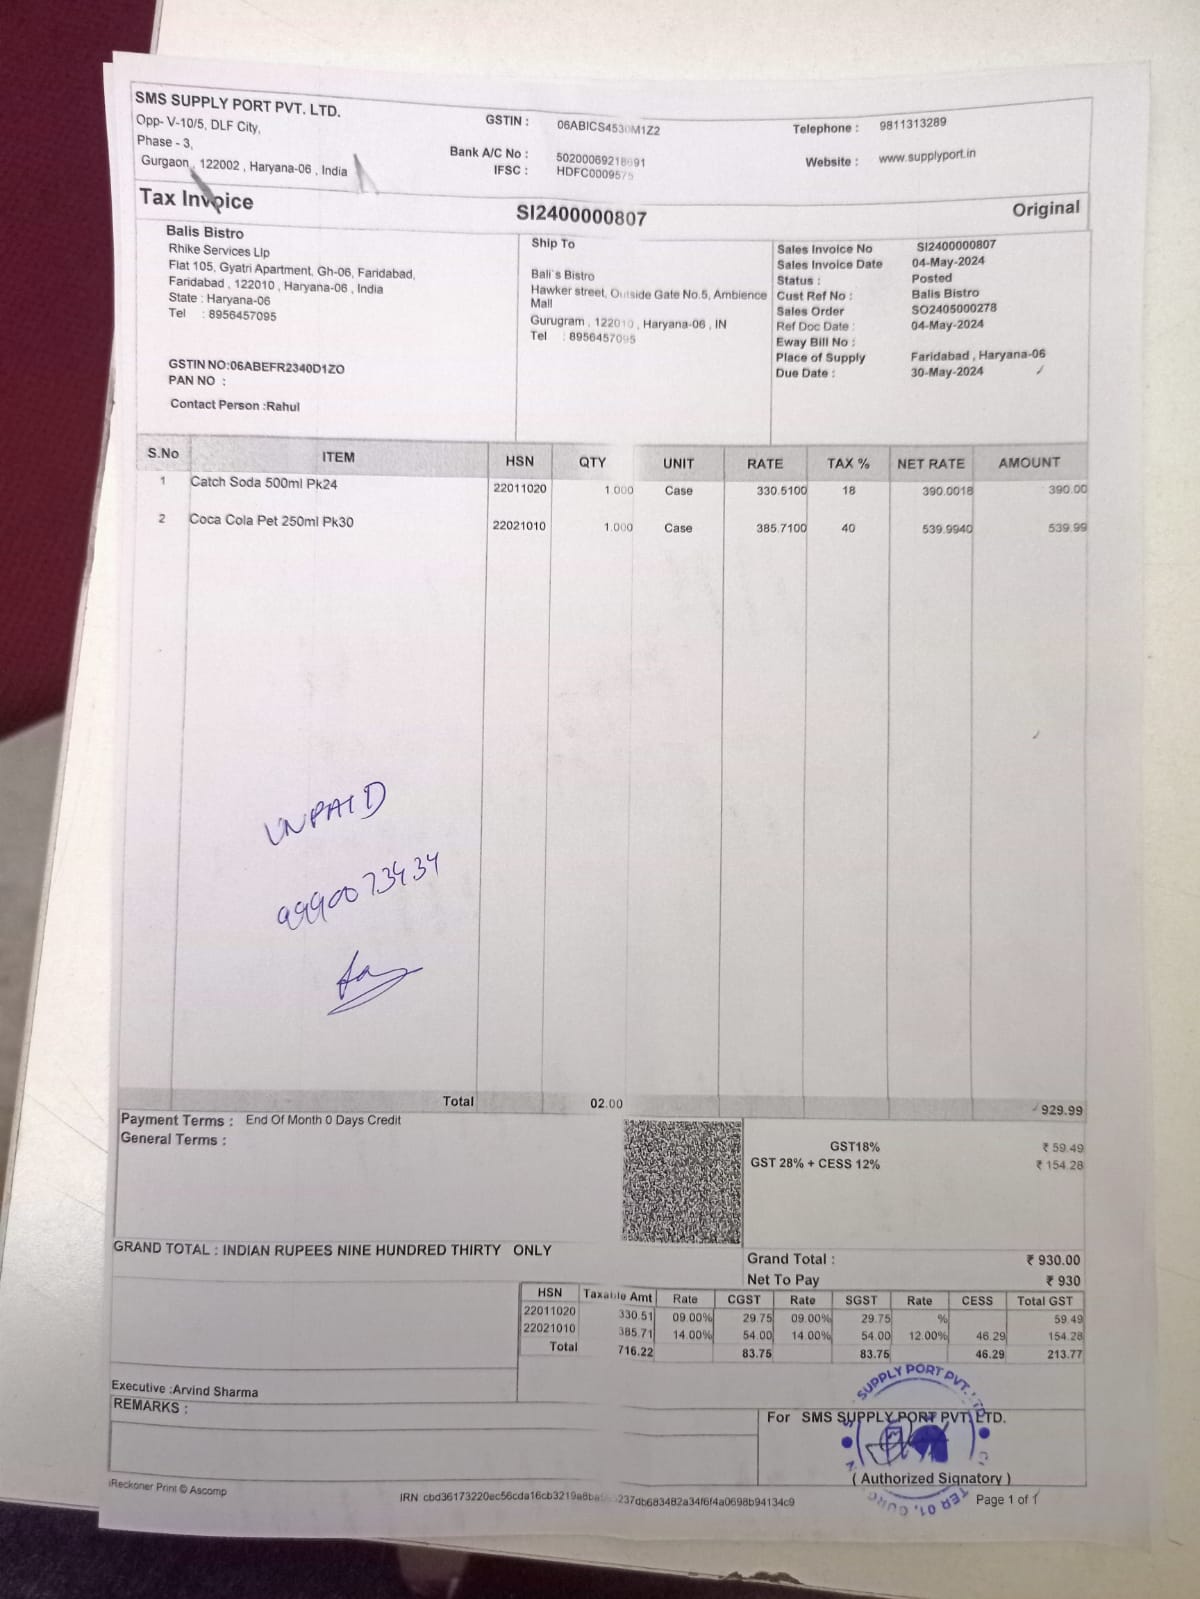 SMS SUPPLY PORT PVT. LTD.
Opp- V-10/5, DLF City,
Phase - 3,
Gurgaon , 122002 , Haryana-06 , India
GSTIN : 06ABICS4530M1Z2
Bank A/C No : 50200069218691
IFSC : HDFC0009575
Telephone : 9811313289
Website : www.supplyport.in
Tax Invoice SI2400000807 Original
Balis Bistro
Rhike Services Llp
Flat 105, Gyatri Apartment, Gh-06, Faridabad,
Faridabad , 122010 , Haryana-06 , India
State : Haryana-06
Tel : 8956457095
GSTIN NO:06ABEFR2340D1ZO
PAN NO :
Contact Person :Rahul
Ship To
Bali`s Bistro
Hawker street, Outside Gate No.5, Ambience
Mall
Gurugram , 122010 , Haryana-06 , IN
Tel : 8956457095
Sales Invoice No SI2400000807
Sales Invoice Date 04-May-2024
Status : Posted
Cust Ref No : Balis Bistro
Sales Order SO2405000278
Ref Doc Date : 04-May-2024
Eway Bill No :
Place of Supply Faridabad , Haryana-06
Due Date : 30-May-2024
S.No ITEM HSN QTY UNIT RATE TAX % NET RATE AMOUNT
1 Catch Soda 500ml Pk24 22011020 1.000 Case 330.5100 18 390.0018 390.00
2 Coca Cola Pet 250ml Pk30 22021010 1.000 Case 385.7100 40 539.9940 539.99
UNPAID
9990073434
Total 02.00 929.99
Payment Terms : End Of Month 0 Days Credit
General Terms :
GST18% ₹ 59.49
GST 28% + CESS 12% ₹ 154.28
GRAND TOTAL : INDIAN RUPEES NINE HUNDRED THIRTY ONLY
Grand Total : ₹ 930.00
Net To Pay ₹ 930
HSN Taxable Amt Rate CGST Rate SGST Rate CESS Total GST
22011020 330.51 09.00% 29.75 09.00% 29.75 % 59.49
22021010 385.71 14.00% 54.00 14.00% 54.00 12.00% 46.29 154.28
Total 716.22 83.75 83.75 46.29 213.77
Executive :Arvind Sharma
REMARKS :
SUPPLY PORT PVT.
For SMS SUPPLY PORT PVT. LTD.
( Authorized Signatory )
iReckoner Print © Ascomp
Page 1 of 1